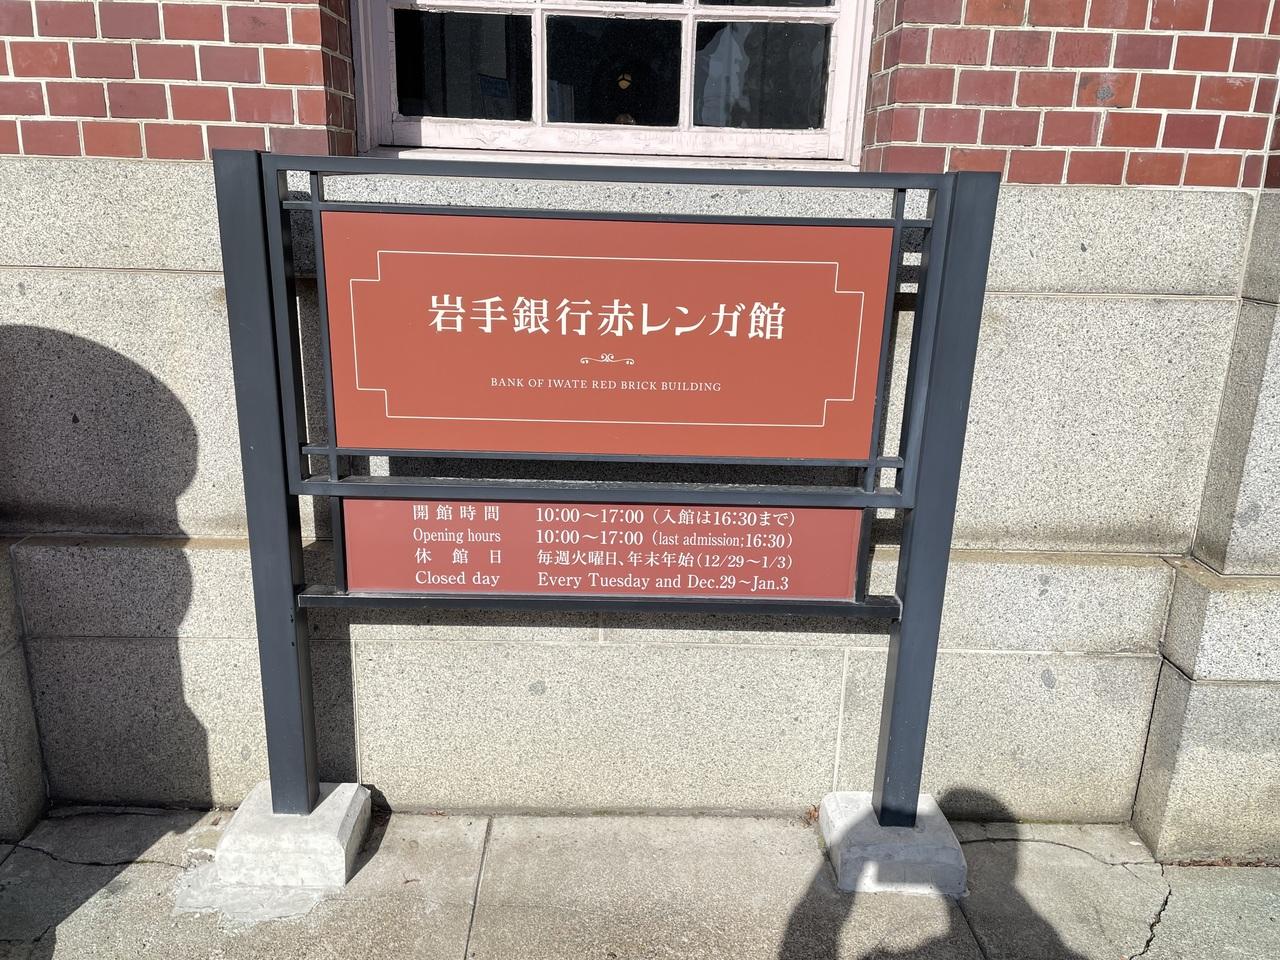 岩手銀行赤レンガ館
BANK OF IWATE RED BRICK BUILDING
開館時間 10:00〜17:00（入館は16:30まで）
Opening hours 10:00〜17:00 (last admission;16:30)
休館日 毎週火曜日、年末年始(12/29〜1/3)
Closed day Every Tuesday and Dec.29〜Jan.3